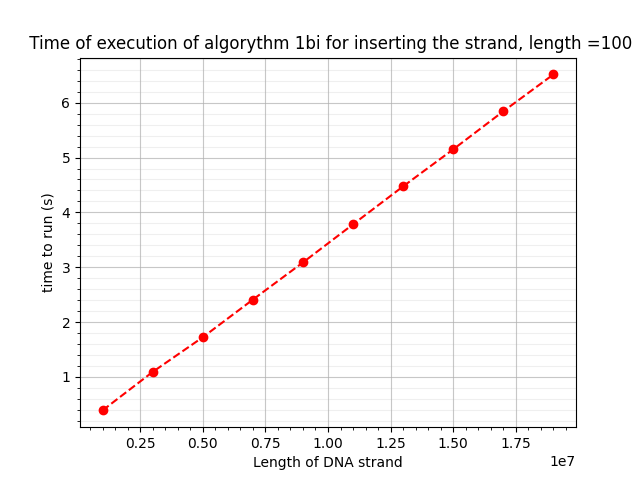 Time of execution of algorythm 1bi for inserting the strand, length =100
time to run (s)
6
5
4
3
2
1
0.25 0.50 0.75 1.00 1.25 1.50 1.75
Length of DNA strand
1e7